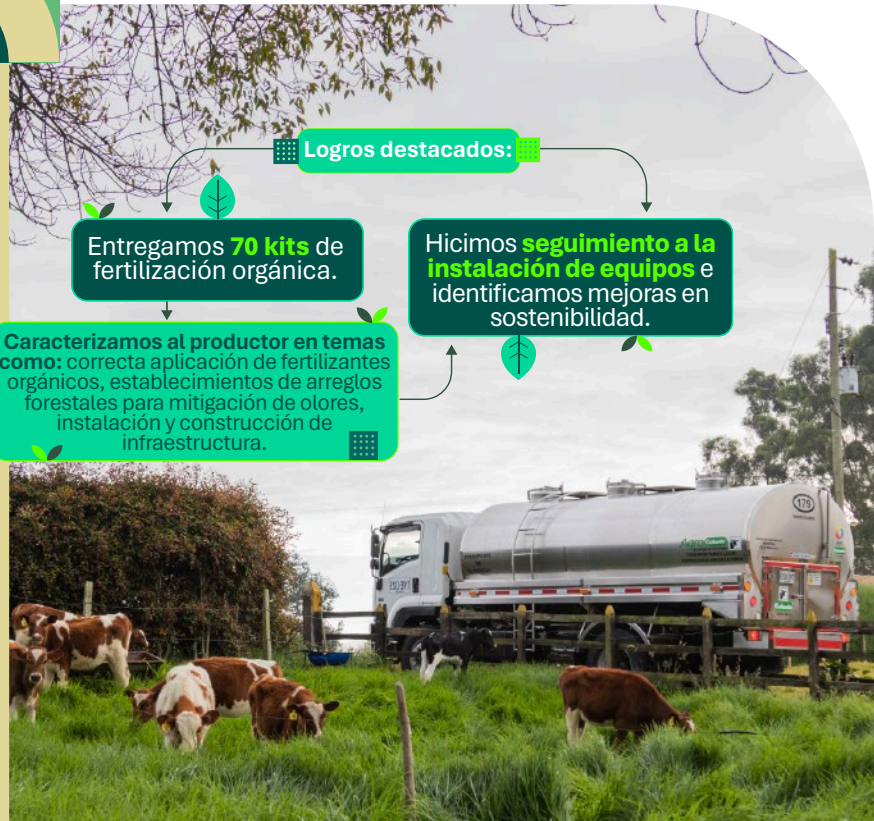 Logros destacados:
Entregamos 70 kits de
fertilización orgánica.
Hicimos seguimiento a la
instalación de equipos e
identificamos mejoras en
sostenibilidad.
Caracterizamos al productor en temas
como: correcta aplicación de fertilizantes
orgánicos, establecimientos de arreglos
forestales para mitigación de olores,
instalación y construcción de
infraestructura.
179